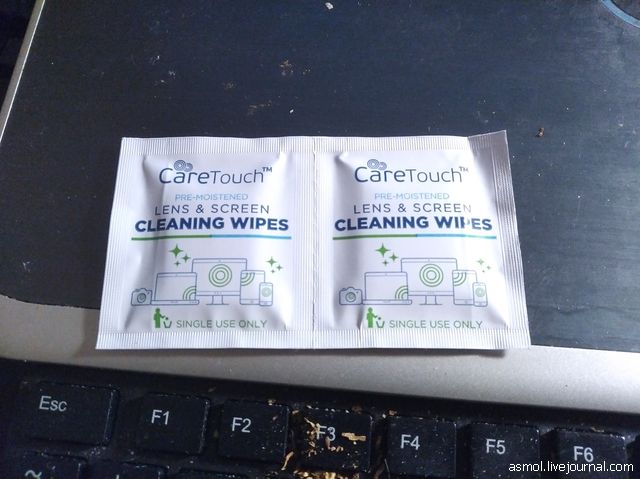 CareTouch™
PRE-MOISTENED
LENS & SCREEN
CLEANING WIPES
SINGLE USE ONLY
CareTouch™
PRE-MOISTENED
LENS & SCREEN
CLEANING WIPES
SINGLE USE ONLY
Esc
F1
F2
F3
F4
F5
F6
~
asmol.livejournal.com